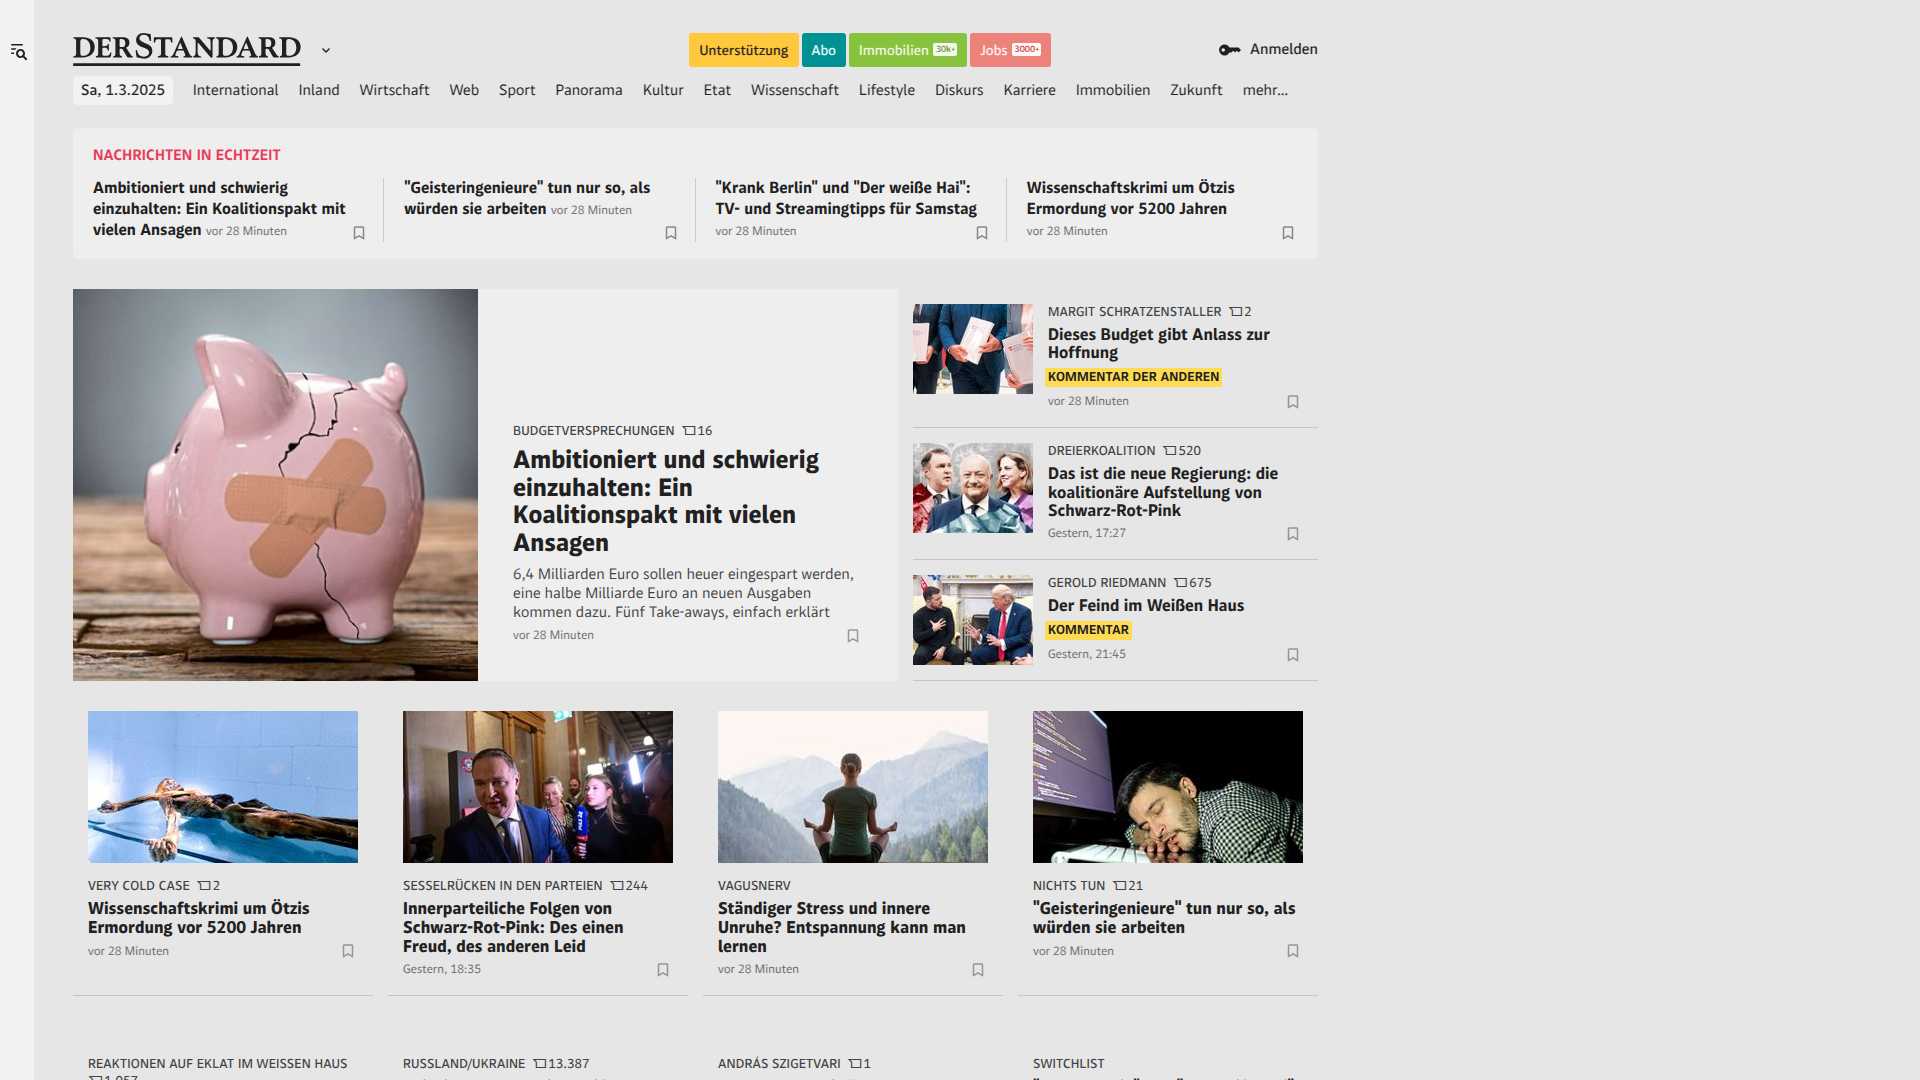 DERSTANDARD
Unterstützung
Abo
Immobilien 30k+
Jobs 3000+
Anmelden
Sa, 1.3.2025
International
Inland
Wirtschaft
Web
Sport
Panorama
Kultur
Etat
Wissenschaft
Lifestyle
Diskurs
Karriere
Immobilien
Zukunft
mehr...
NACHRICHTEN IN ECHTZEIT
Ambitioniert und schwierig
einzuhalten: Ein Koalitionspakt mit
vielen Ansagen vor 28 Minuten
"Geisteringenieure" tun nur so, als
würden sie arbeiten vor 28 Minuten
"Krank Berlin" und "Der weiße Hai":
TV- und Streamingtipps für Samstag
vor 28 Minuten
Wissenschaftskrimi um Ötzis
Ermordung vor 5200 Jahren
vor 28 Minuten
BUDGETVERSPRECHUNGEN 16
Ambitioniert und schwierig
einzuhalten: Ein
Koalitionspakt mit vielen
Ansagen
6,4 Milliarden Euro sollen heuer eingespart werden,
eine halbe Milliarde Euro an neuen Ausgaben
kommen dazu. Fünf Take-aways, einfach erklärt
vor 28 Minuten
MARGIT SCHRATZENSTALLER 2
Dieses Budget gibt Anlass zur
Hoffnung
KOMMENTAR DER ANDEREN
vor 28 Minuten
DREIERKOALITION 520
Das ist die neue Regierung: die
koalitionäre Aufstellung von
Schwarz-Rot-Pink
Gestern, 17:27
GEROLD RIEDMANN 675
Der Feind im Weißen Haus
KOMMENTAR
Gestern, 21:45
VERY COLD CASE 2
Wissenschaftskrimi um Ötzis
Ermordung vor 5200 Jahren
vor 28 Minuten
SESSELRÜCKEN IN DEN PARTEIEN 244
Innerparteiliche Folgen von
Schwarz-Rot-Pink: Des einen
Freud, des anderen Leid
Gestern, 18:35
VAGUSNERV
Ständiger Stress und innere
Unruhe? Entspannung kann man
lernen
vor 28 Minuten
NICHTS TUN 21
"Geisteringenieure" tun nur so, als
würden sie arbeiten
vor 28 Minuten
REAKTIONEN AUF EKLAT IM WEISSEN HAUS
RUSSLAND/UKRAINE 13.387
ANDRÁS SZIGETVARI 1
SWITCHLIST